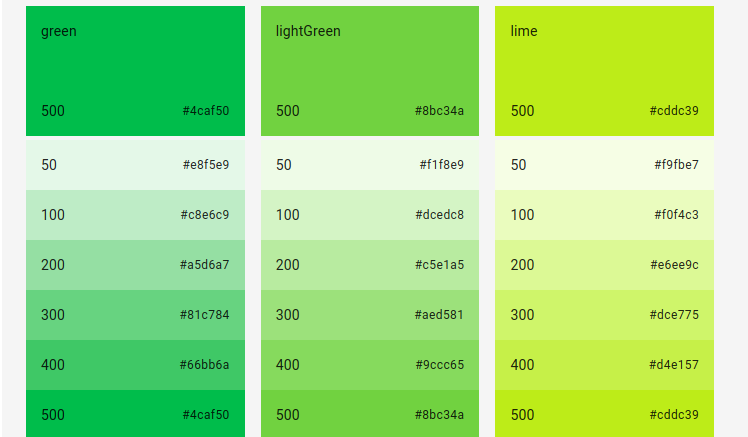 green
500 #4caf50
50 #e8f5e9
100 #c8e6c9
200 #a5d6a7
300 #81c784
400 #66bb6a
500 #4caf50
lightGreen
500 #8bc34a
50 #f1f8e9
100 #dcedc8
200 #c5e1a5
300 #aed581
400 #9ccc65
500 #8bc34a
lime
500 #cddc39
50 #f9fbe7
100 #f0f4c3
200 #e6ee9c
300 #dce775
400 #d4e157
500 #cddc39